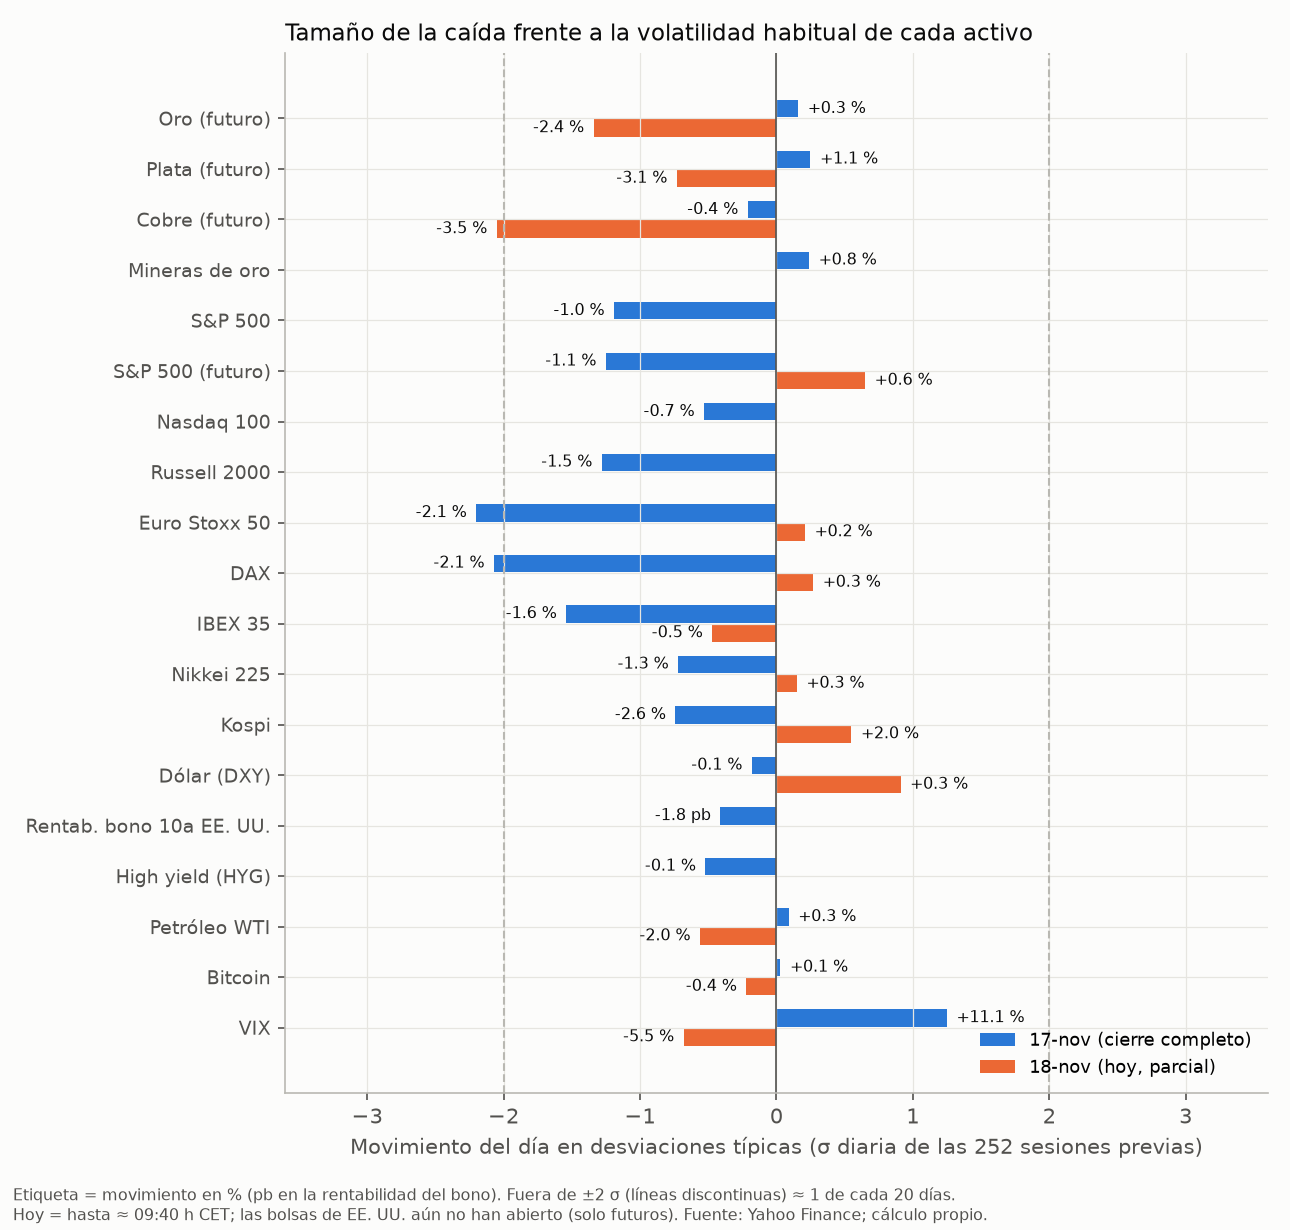 Tamaño de la caída frente a la volatilidad habitual de cada activo
Oro (futuro)
+0.3 %
-2.4 %
Plata (futuro)
+1.1 %
-3.1 %
Cobre (futuro)
-0.4 %
-3.5 %
Mineras de oro
+0.8 %
S&P 500
-1.0 %
S&P 500 (futuro)
-1.1 %
+0.6 %
Nasdaq 100
-0.7 %
Russell 2000
-1.5 %
Euro Stoxx 50
-2.1 %
+0.2 %
DAX
-2.1 %
+0.3 %
IBEX 35
-1.6 %
-0.5 %
Nikkei 225
-1.3 %
+0.3 %
Kospi
-2.6 %
+2.0 %
Dólar (DXY)
-0.1 %
+0.3 %
Rentab. bono 10a EE. UU.
-1.8 pb
High yield (HYG)
-0.1 %
Petróleo WTI
+0.3 %
-2.0 %
Bitcoin
+0.1 %
-0.4 %
VIX
+11.1 %
-5.5 %
17-nov (cierre completo)
18-nov (hoy, parcial)
−3 −2 −1 0 1 2 3
Movimiento del día en desviaciones típicas (σ diaria de las 252 sesiones previas)
Etiqueta = movimiento en % (pb en la rentabilidad del bono). Fuera de ±2 σ (líneas discontinuas) ≈ 1 de cada 20 días.
Hoy = hasta ≈ 09:40 h CET; las bolsas de EE. UU. aún no han abierto (solo futuros). Fuente: Yahoo Finance; cálculo propio.